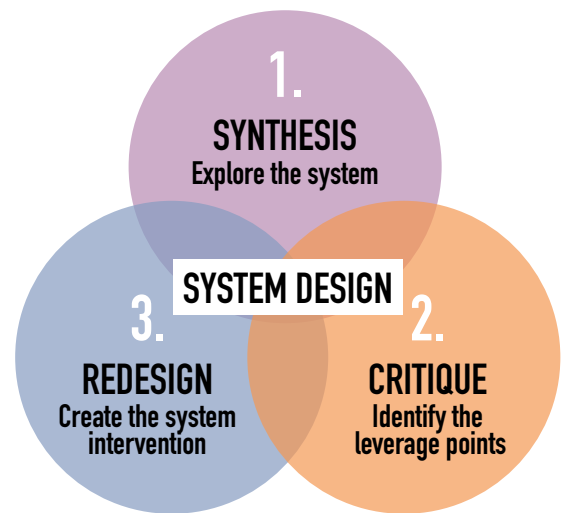 1.
SYNTHESIS
Explore the system
SYSTEM DESIGN
3.
REDESIGN
Create the system
intervention
2.
CRITIQUE
Identify the
leverage points